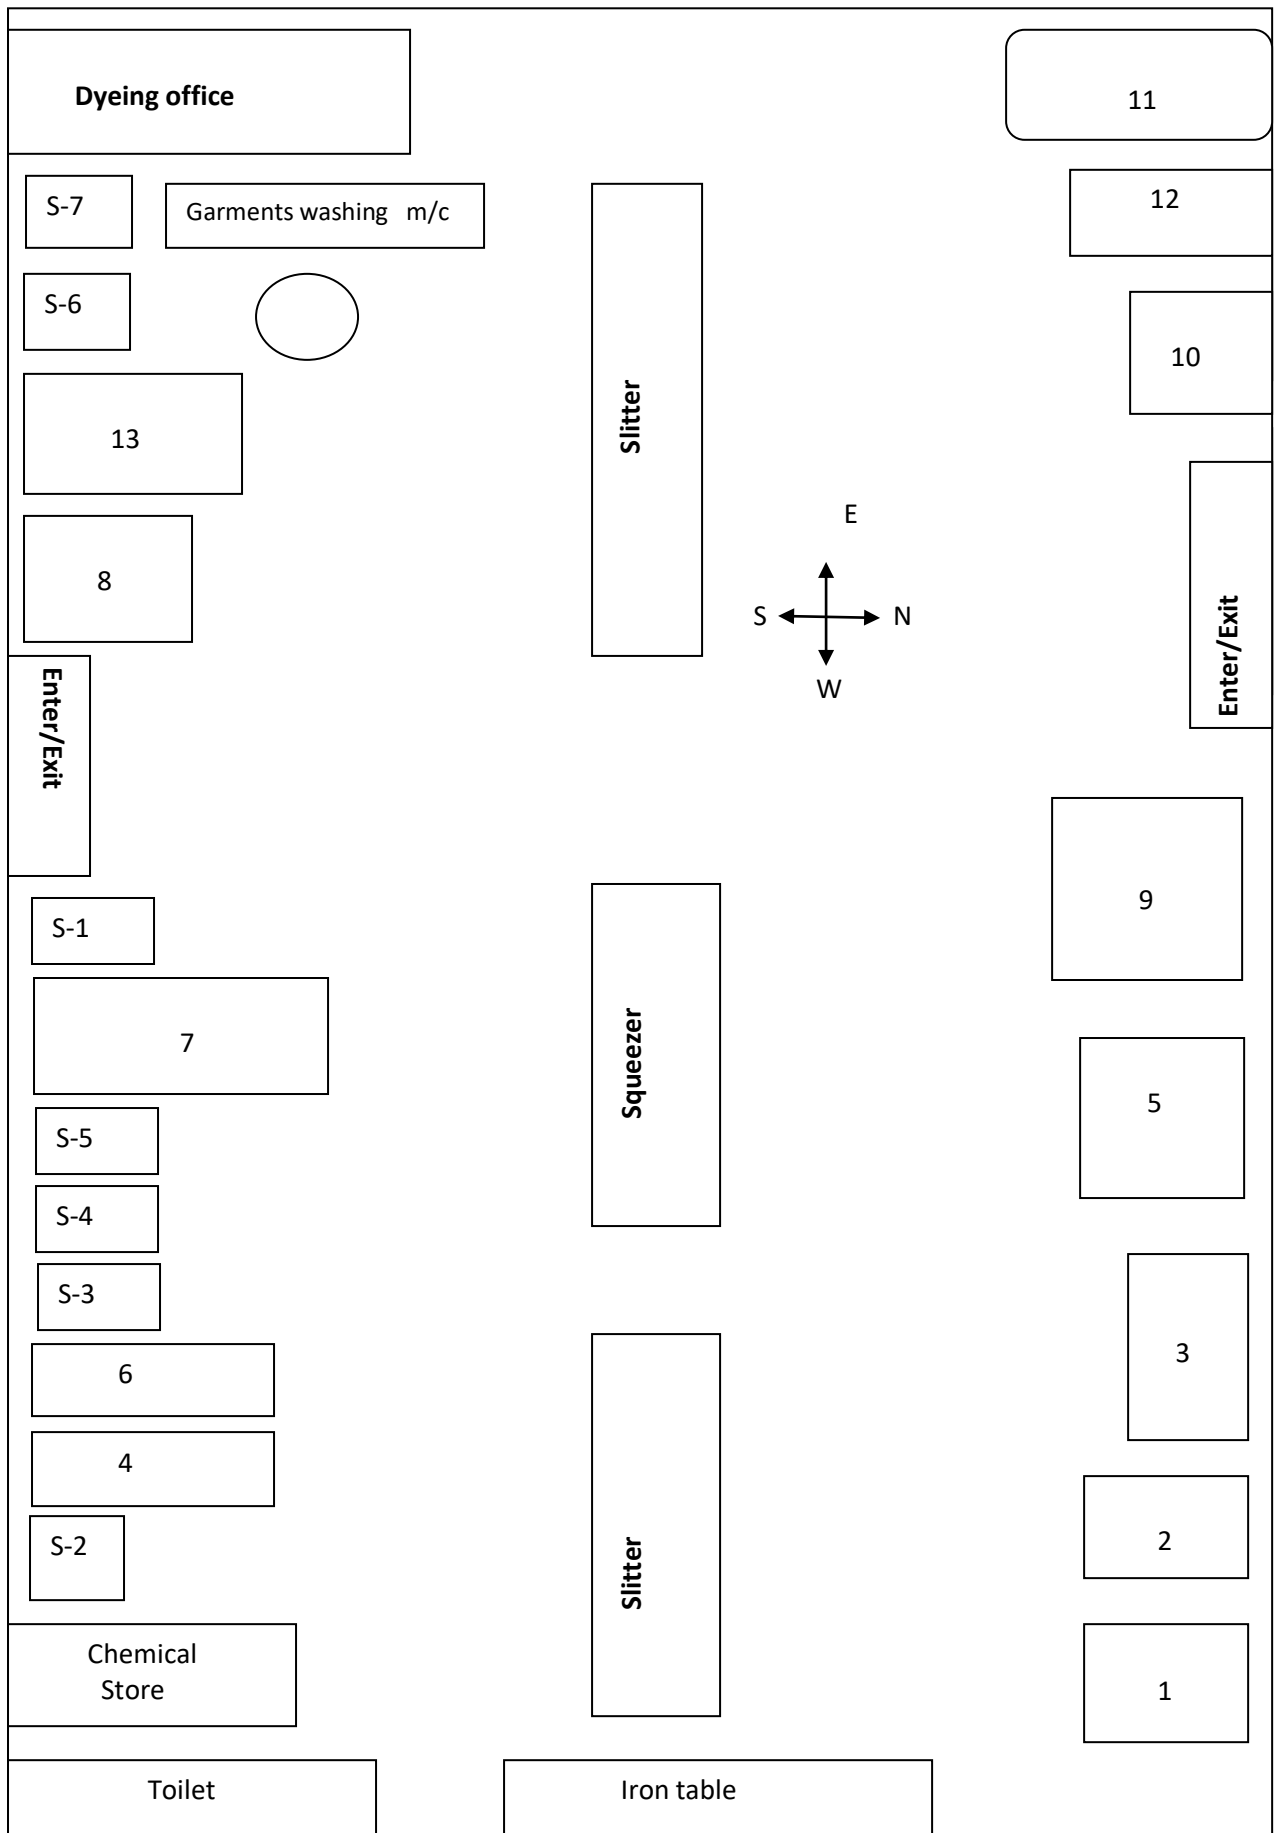 Dyeing office
11
S-7
Garments washing m/c
12
S-6
10
13
Slitter
E
8
S
N
W
Enter/Exit
Enter/Exit
9
S-1
7
Squeezer
5
S-5
S-4
S-3
3
6
4
2
S-2
Slitter
Chemical
Store
1
Toilet
Iron table